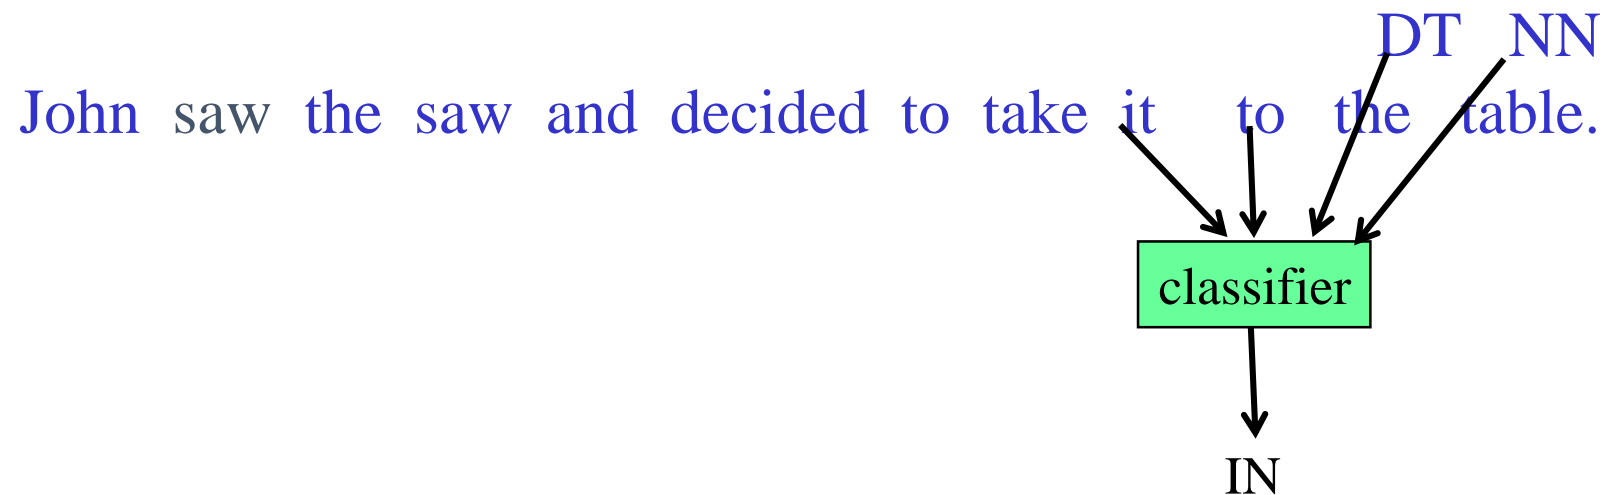 DT NN
John saw the saw and decided to take it to the table.
classifier
IN